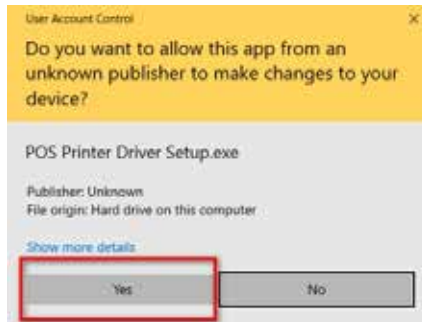 User Account Control
Do you want to allow this app from an
unknown publisher to make changes to your
device?
POS Printer Driver Setup.exe
Publisher: Unknown
File origin: Hard drive on this computer
Show more details
Yes
No